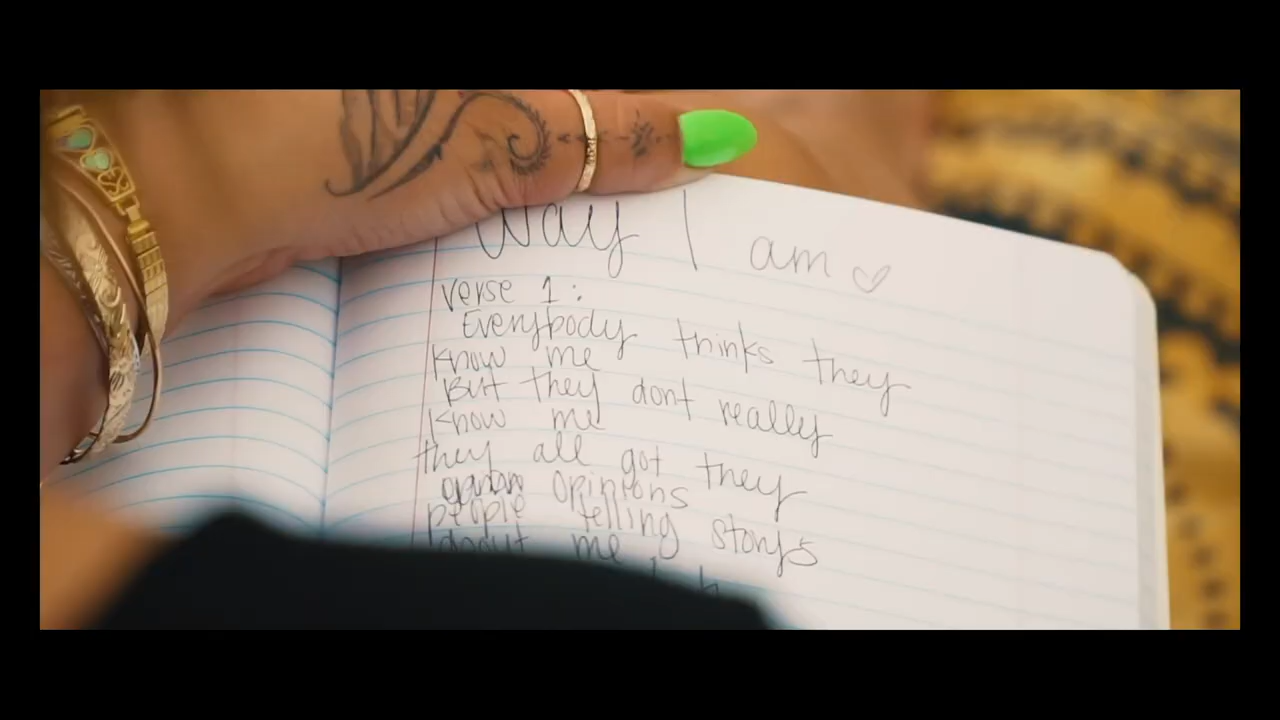 Way I am ♡
Verse 1:
Everybody thinks they
know me
But they dont really
know me
they all got they
opinions
people telling storys
about me